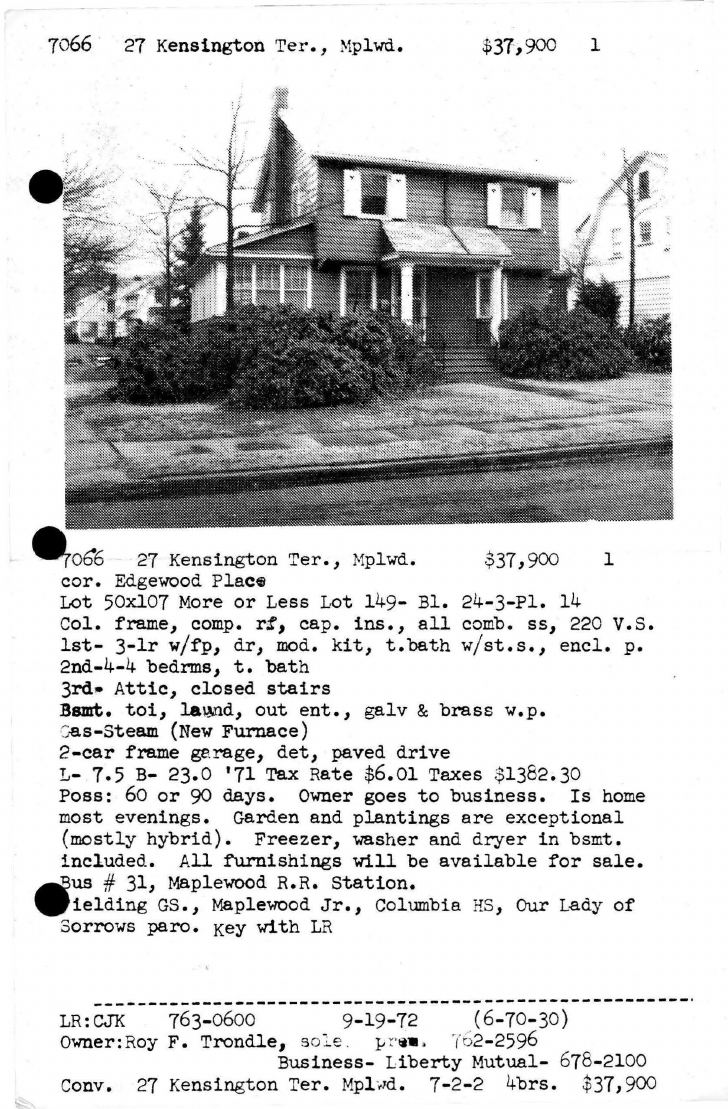 7066 27 Kensington Ter., Mplwd. $37,900 1
7066 27 Kensington Ter., Mplwd. $37,900 1
cor. Edgewood Place
Lot 50x107 More or Less Lot 149- Bl. 24-3-Pl. 14
Col. frame, comp. rf, cap. ins., all comb. ss, 220 V.S.
1st- 3-lr w/fp, dr, mod. kit, t.bath w/st.s., encl. p.
2nd-4-4 bedrms, t. bath
3rd- Attic, closed stairs
Bsmt. toi, laund, out ent., galv & brass w.p.
Gas-Steam (New Furnace)
2-car frame garage, det, paved drive
L- 7.5 B- 23.0 '71 Tax Rate $6.01 Taxes $1382.30
Poss: 60 or 90 days. Owner goes to business. Is home
most evenings. Garden and plantings are exceptional
(mostly hybrid). Freezer, washer and dryer in bsmt.
included. All furnishings will be available for sale.
Bus # 31, Maplewood R.R. Station.
ielding GS., Maplewood Jr., Columbia HS, Our Lady of
Sorrows paro. Key with LR
LR:CJK 763-0600 9-19-72 (6-70-30)
Owner:Roy F. Trondle, sole. prem. 762-2596
Business- Liberty Mutual- 678-2100
Conv. 27 Kensington Ter. Mplwd. 7-2-2 4brs. $37,900